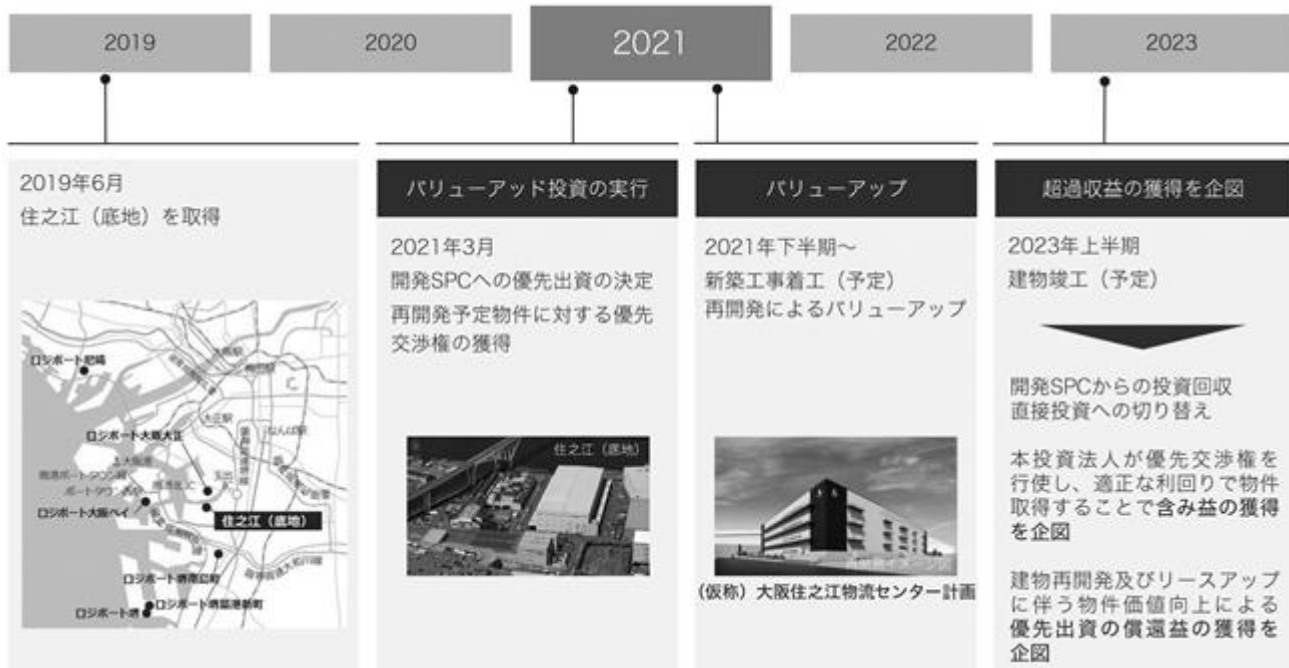 2019
2020
2021
2022
2023
2019年6月
住之江（底地）を取得
ロジポート尼崎
大阪駅
梅田駅
大正駅
なんば駅
ロジポート大阪大正
玉出
ロジポート大阪ベイ
住之江（底地）
ロジポート堺南島町
ロジポート堺
ロジポート堺築港新町
バリューアッド投資の実行
2021年3月
開発SPCへの優先出資の決定
再開発予定物件に対する優先
交渉権の獲得
住之江（底地）
バリューアップ
2021年下半期～
新築工事着工（予定）
再開発によるバリューアップ
（仮称）大阪住之江物流センター計画
超過収益の獲得を企図
2023年上半期
建物竣工（予定）
開発SPCからの投資回収
直接投資への切り替え
本投資法人が優先交渉権を
行使し、適正な利回りで物件
取得することで含み益の獲得
を企図
建物再開発及びリースアップ
に伴う物件価値向上による
優先出資の償還益の獲得を
企図